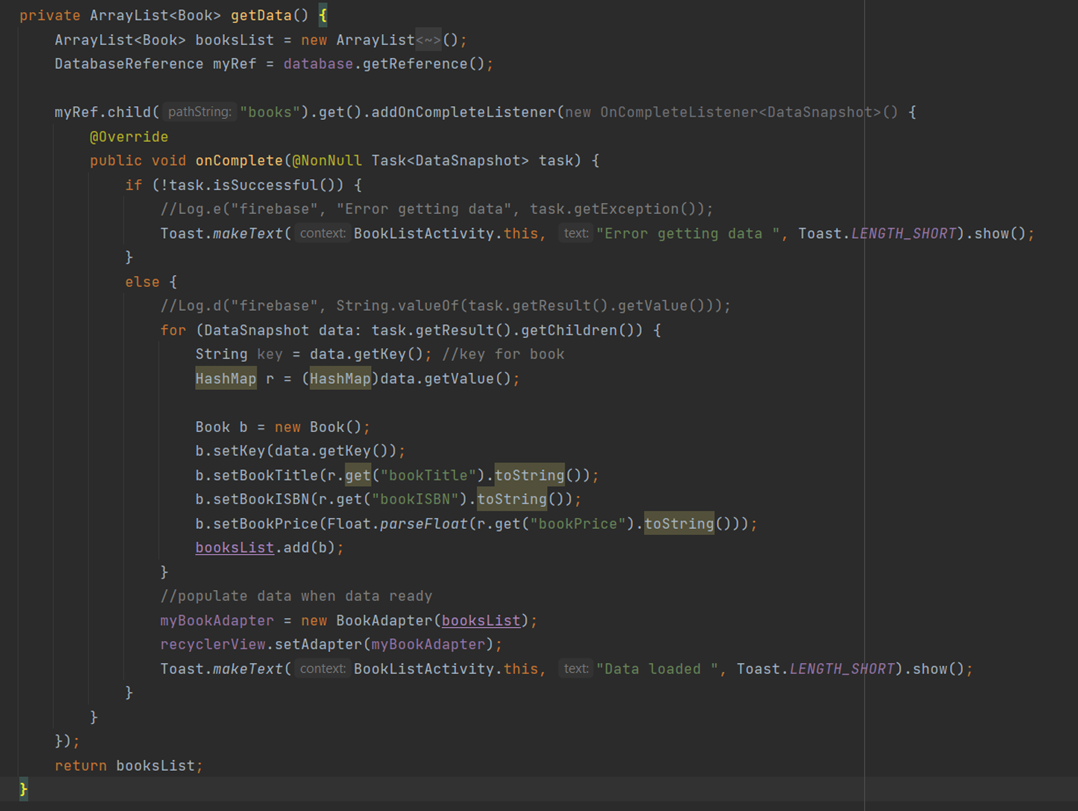 private ArrayList<Book> getData() {
    ArrayList<Book> booksList = new ArrayList<~>();
    DatabaseReference myRef = database.getReference();

    myRef.child( pathString: "books").get().addOnCompleteListener(new OnCompleteListener<DataSnapshot>() {
        @Override
        public void onComplete(@NonNull Task<DataSnapshot> task) {
            if (!task.isSuccessful()) {
                //Log.e("firebase", "Error getting data", task.getException());
                Toast.makeText( context: BookListActivity.this, text: "Error getting data ", Toast.LENGTH_SHORT).show();
            }
            else {
                //Log.d("firebase", String.valueOf(task.getResult().getValue()));
                for (DataSnapshot data: task.getResult().getChildren()) {
                    String key = data.getKey(); //key for book
                    HashMap r = (HashMap)data.getValue();

                    Book b = new Book();
                    b.setKey(data.getKey());
                    b.setBookTitle(r.get("bookTitle").toString());
                    b.setBookISBN(r.get("bookISBN").toString());
                    b.setBookPrice(Float.parseFloat(r.get("bookPrice").toString()));
                    booksList.add(b);
                }
                //populate data when data ready
                myBookAdapter = new BookAdapter(booksList);
                recyclerView.setAdapter(myBookAdapter);
                Toast.makeText( context: BookListActivity.this, text: "Data loaded ", Toast.LENGTH_SHORT).show();
            }
        }
    });
    return booksList;
}